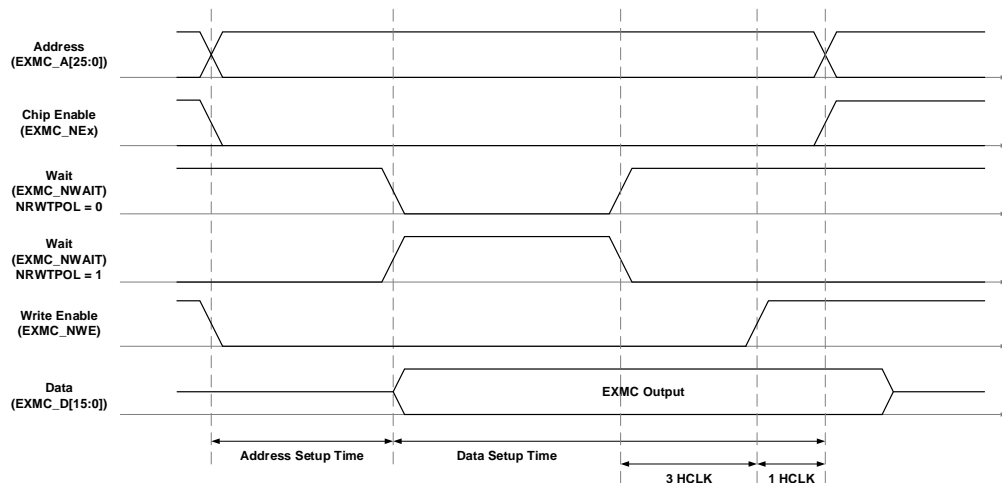 Address
(EXMC_A[25:0])
Chip Enable
(EXMC_NEx)
Wait
(EXMC_NWAIT)
NRWTPOL = 0
Wait
(EXMC_NWAIT)
NRWTPOL = 1
Write Enable
(EXMC_NWE)
Data
(EXMC_D[15:0])
EXMC Output
Address Setup Time
Data Setup Time
3 HCLK
1 HCLK